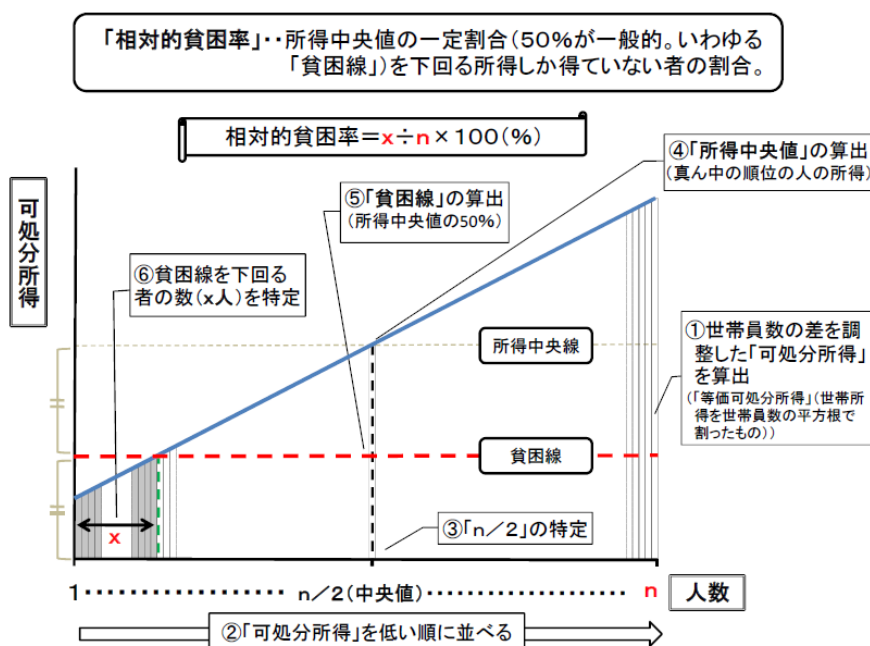 「相対的貧困率」‥所得中央値の一定割合(50%が一般的。いわゆる
「貧困線」)を下回る所得しか得ていない者の割合。
相対的貧困率=x÷n×100(%)
④「所得中央値」の算出
(真ん中の順位の人の所得)
⑤「貧困線」の算出
(所得中央値の50%)
可処分所得
⑥貧困線を下回る
者の数(x人)を特定
所得中央線
①世帯員数の差を調
整した「可処分所得」
を算出
(「等価可処分所得」(世帯所
得を世帯員数の平方根で
割ったもの))
貧困線
x
③「n/2」の特定
1‥‥‥‥‥‥n/2(中央値)‥‥‥‥‥‥‥n
人数
②「可処分所得」を低い順に並べる